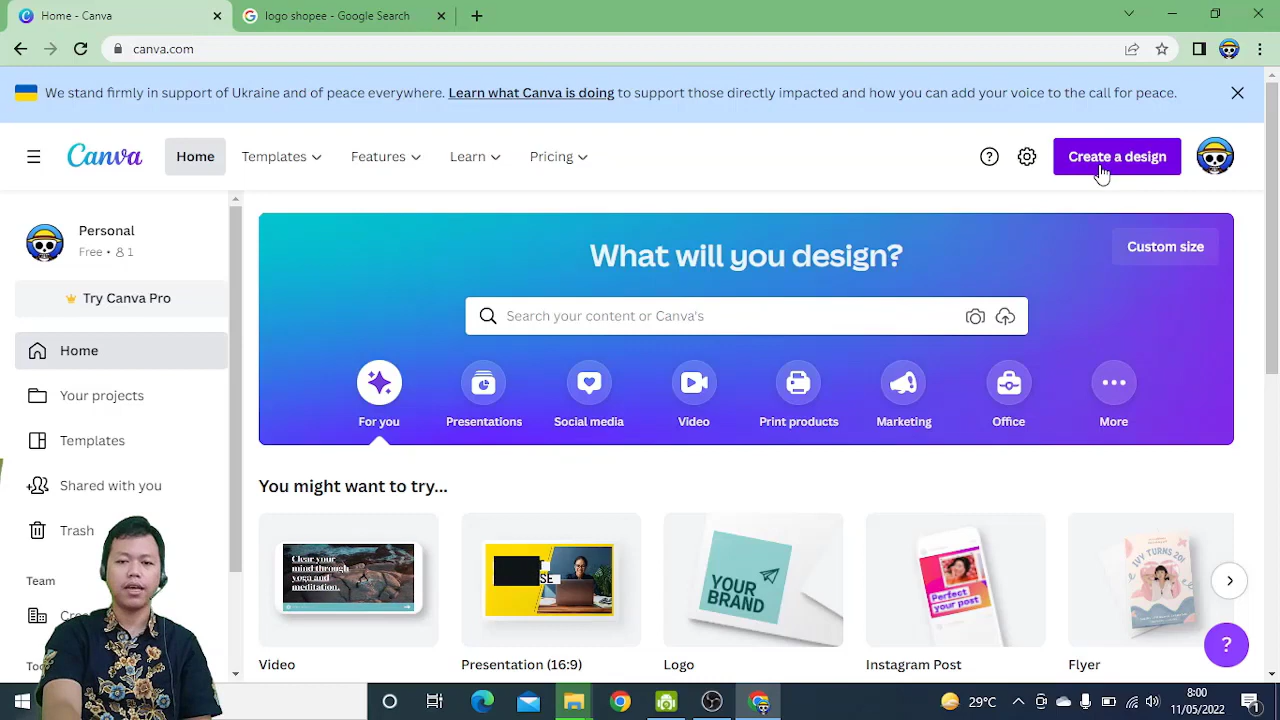 Home - Canva
logo shopee - Google Search
canva.com
We stand firmly in support of Ukraine and of peace everywhere. Learn what Canva is doing to support those directly impacted and how you can add your voice to the call for peace.
Canva
Home
Templates
Features
Learn
Pricing
Create a design
Personal
Free • 1
Try Canva Pro
Home
Your projects
Templates
Shared with you
Trash
Team
What will you design?
Custom size
Search your content or Canva's
For you
Presentations
Social media
Video
Print products
Marketing
Office
More
You might want to try...
Clear your
mind through
yoga and
meditation.
YOUR
BRAND
Perfect
your post
IVY TURNS 20!
Video
Presentation (16:9)
Logo
Instagram Post
Flyer
?
29°C
8:00
11/05/2022